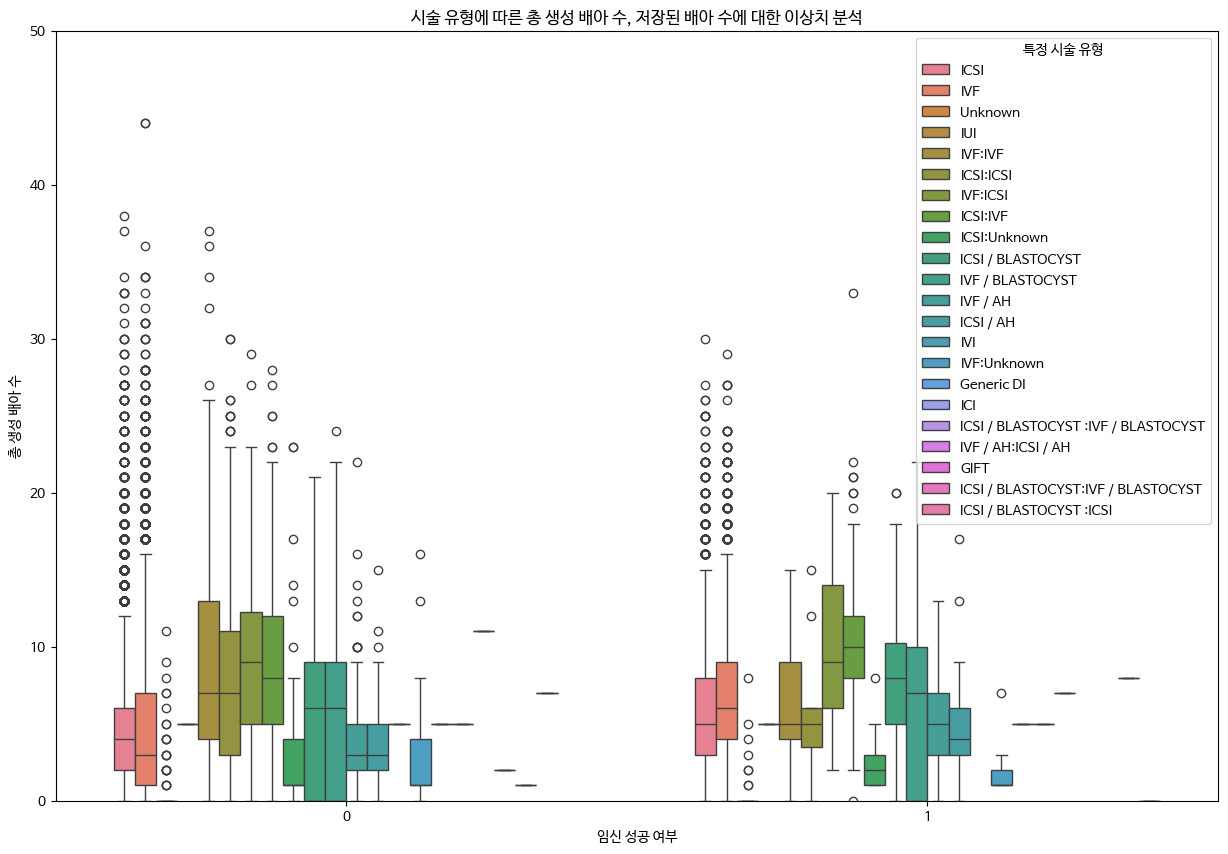 시술 유형에 따른 총 생성 배아 수, 저장된 배아 수에 대한 이상치 분석
50
40
30
20
10
0
총 생성 배아 수
0
1
임신 성공 여부
특정 시술 유형
ICSI
IVF
Unknown
IUI
IVF:IVF
ICSI:ICSI
IVF:ICSI
ICSI:IVF
ICSI:Unknown
ICSI / BLASTOCYST
IVF / BLASTOCYST
IVF / AH
ICSI / AH
IVI
IVF:Unknown
Generic DI
ICI
ICSI / BLASTOCYST :IVF / BLASTOCYST
IVF / AH:ICSI / AH
GIFT
ICSI / BLASTOCYST:IVF / BLASTOCYST
ICSI / BLASTOCYST :ICSI